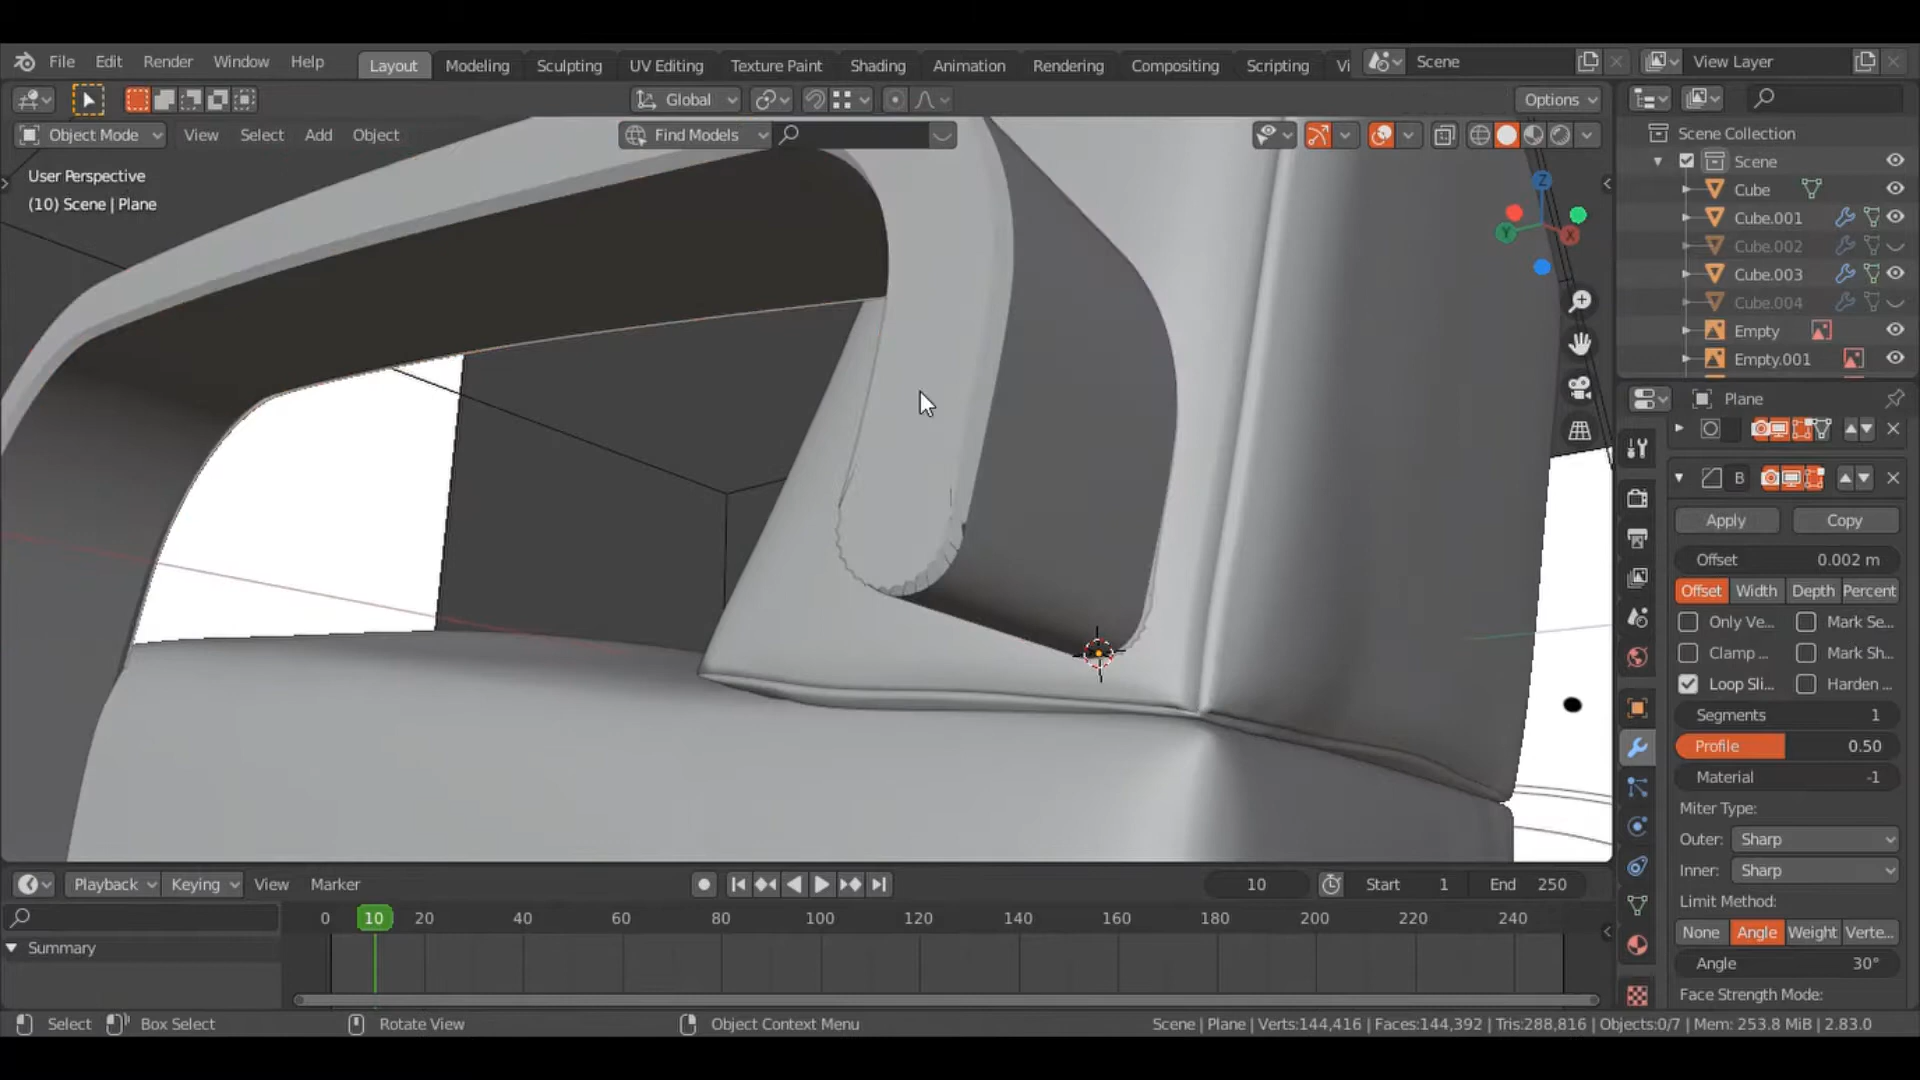 File Edit Render Window Help Layout Modeling Sculpting UV Editing Texture Paint Shading Animation Rendering Compositing Scripting Vi Scene View Layer
Global Options
Object Mode View Select Add Object Find Models
Scene Collection
Scene
Cube
Cube.001
Cube.002
Cube.003
Cube.004
Empty
Empty.001
User Perspective
(10) Scene | Plane
Z
Y
X
Plane
B
Apply Copy
Offset 0.002 m
Offset Width Depth Percent
Only Ve... Mark Se...
Clamp ... Mark Sh...
Loop Sli... Harden ...
Segments 1
Profile 0.50
Material -1
Miter Type:
Outer: Sharp
Inner: Sharp
Limit Method:
None Angle Weight Verte...
Angle 30°
Face Strength Mode:
Playback Keying View Marker 10 Start 1 End 250
0 10 20 40 60 80 100 120 140 160 180 200 220 240
Summary
Select Box Select Rotate View Object Context Menu Scene | Plane | Verts:144,416 | Faces:144,392 | Tris:288,816 | Objects:0/7 | Mem: 253.8 MiB | 2.83.0